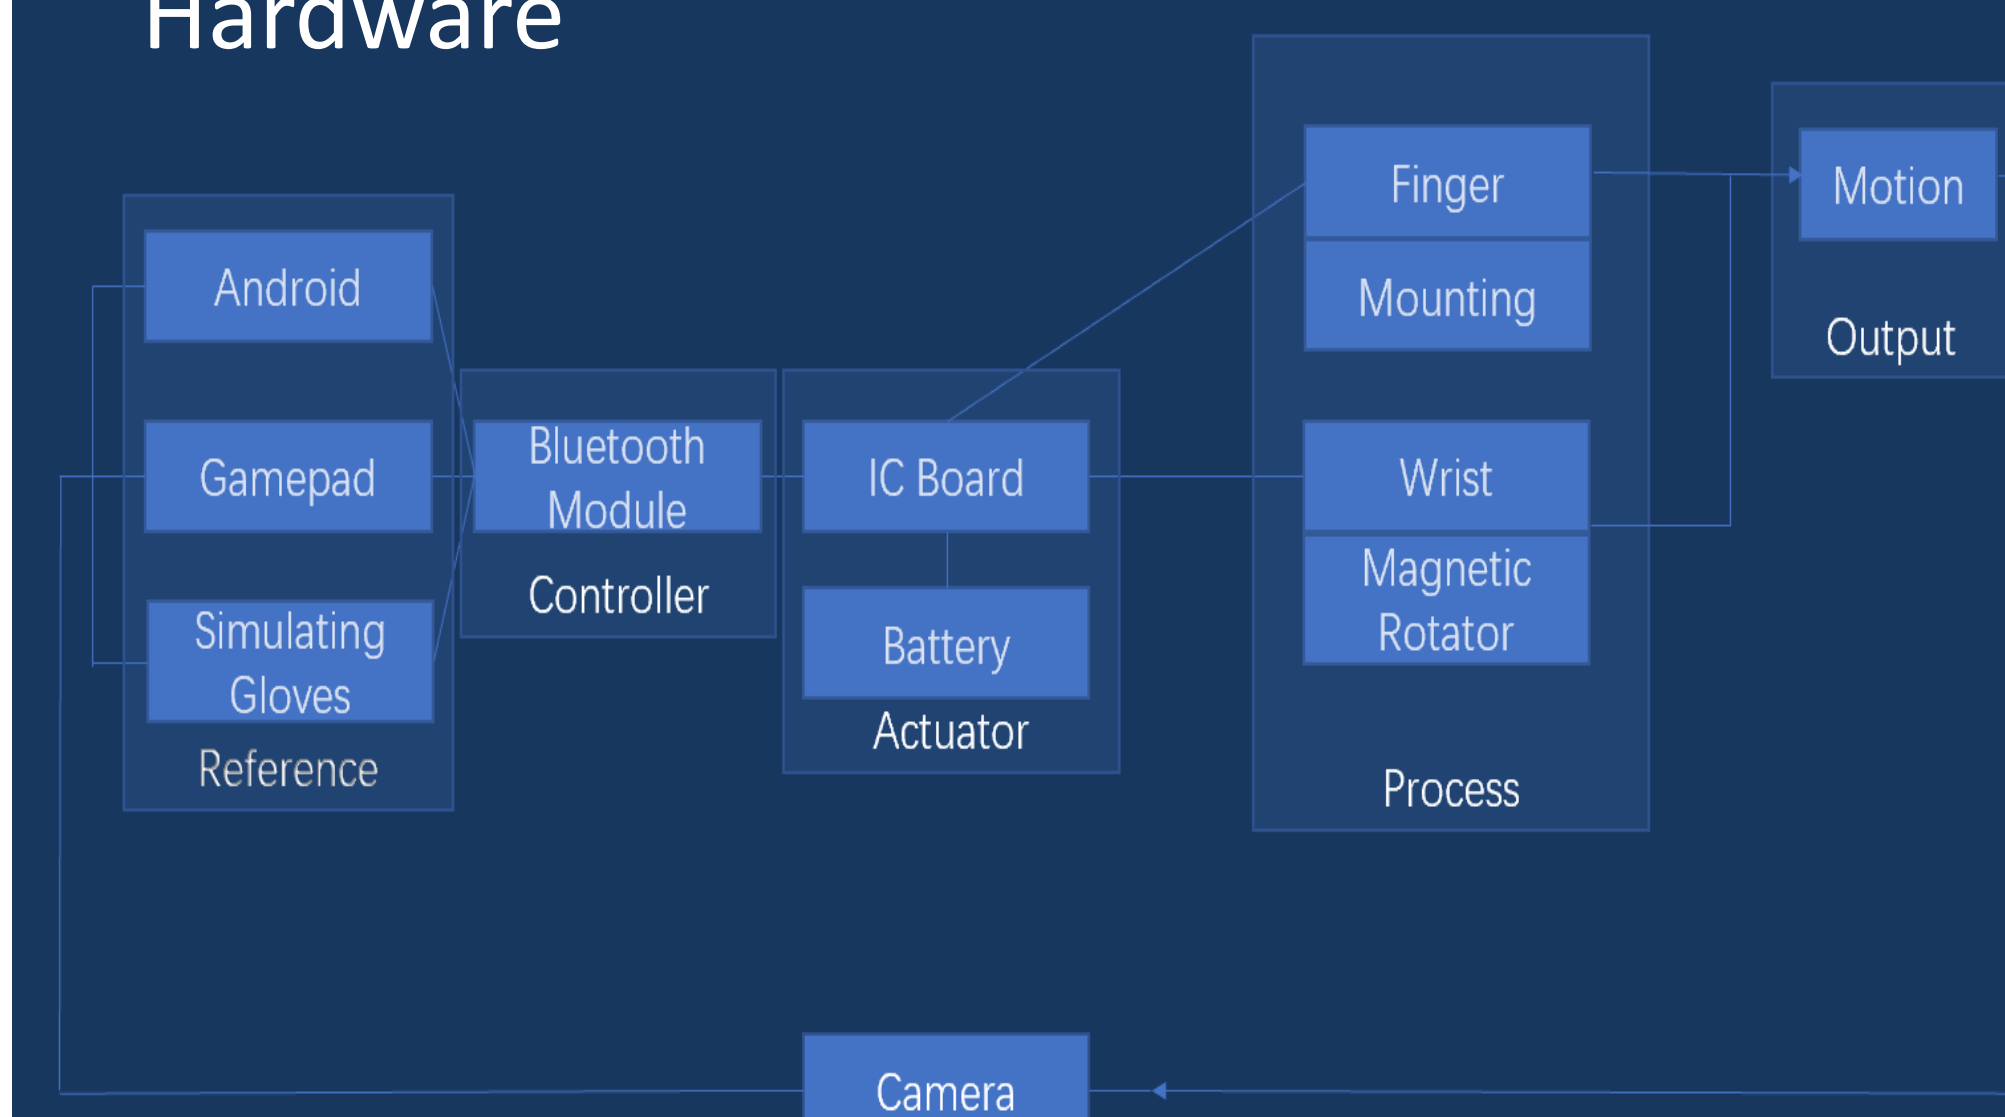 Hardware
Android
Gamepad
Simulating
Gloves
Reference
Bluetooth
Module
Controller
IC Board
Battery
Actuator
Finger
Mounting
Wrist
Magnetic
Rotator
Process
Motion
Output
Camera